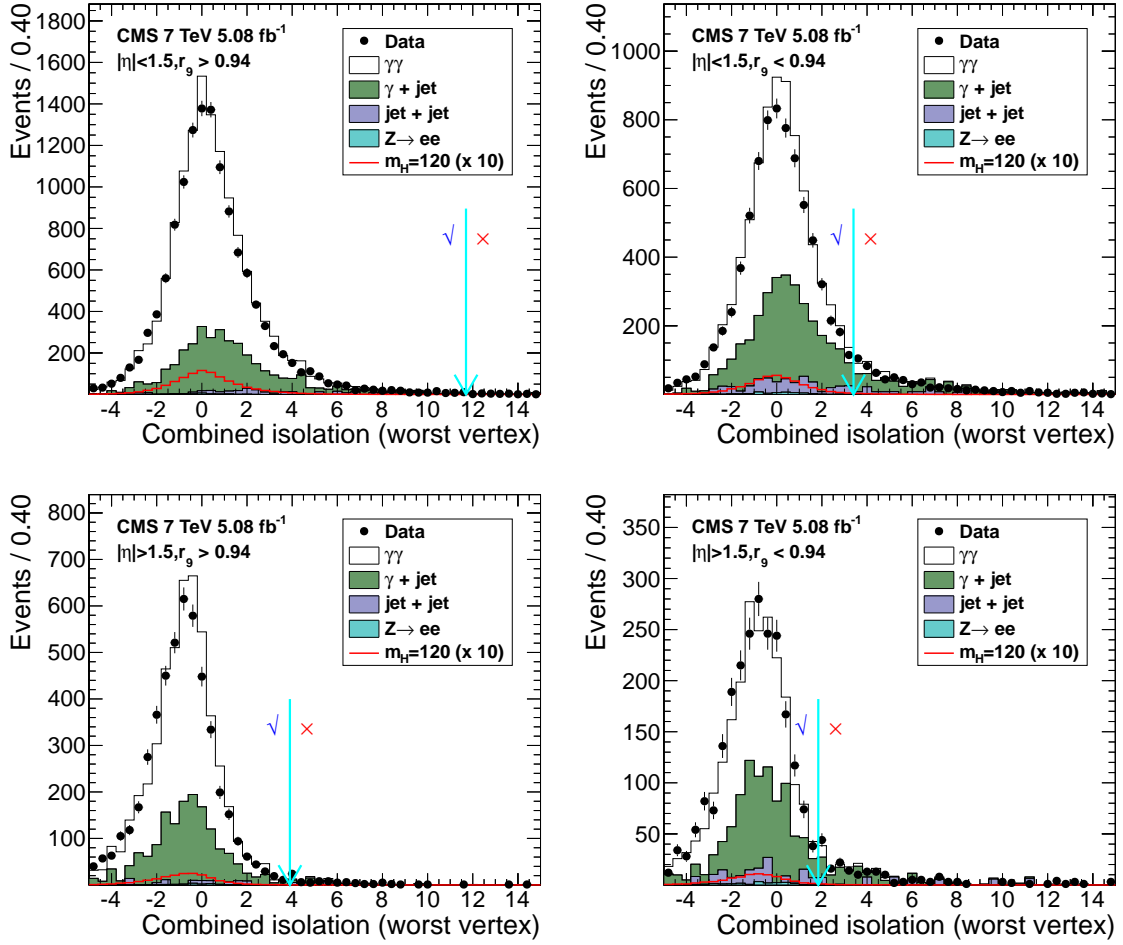 CMS 7 TeV 5.08 fb⁻¹
|η|<1.5,r₉ > 0.94
Data
γγ
γ + jet
jet + jet
Z→ ee
m_H=120 (x 10)
√ ×
Events / 0.40
1800
1600
1400
1200
1000
800
600
400
200
-4 -2 0 2 4 6 8 10 12 14
Combined isolation (worst vertex)
CMS 7 TeV 5.08 fb⁻¹
|η|<1.5,r₉ < 0.94
Data
γγ
γ + jet
jet + jet
Z→ ee
m_H=120 (x 10)
√ ×
Events / 0.40
1000
800
600
400
200
-4 -2 0 2 4 6 8 10 12 14
Combined isolation (worst vertex)
CMS 7 TeV 5.08 fb⁻¹
|η|>1.5,r₉ > 0.94
Data
γγ
γ + jet
jet + jet
Z→ ee
m_H=120 (x 10)
√ ×
Events / 0.40
800
700
600
500
400
300
200
100
-4 -2 0 2 4 6 8 10 12 14
Combined isolation (worst vertex)
CMS 7 TeV 5.08 fb⁻¹
|η|>1.5,r₉ < 0.94
Data
γγ
γ + jet
jet + jet
Z→ ee
m_H=120 (x 10)
√ ×
Events / 0.40
350
300
250
200
150
100
50
-4 -2 0 2 4 6 8 10 12 14
Combined isolation (worst vertex)